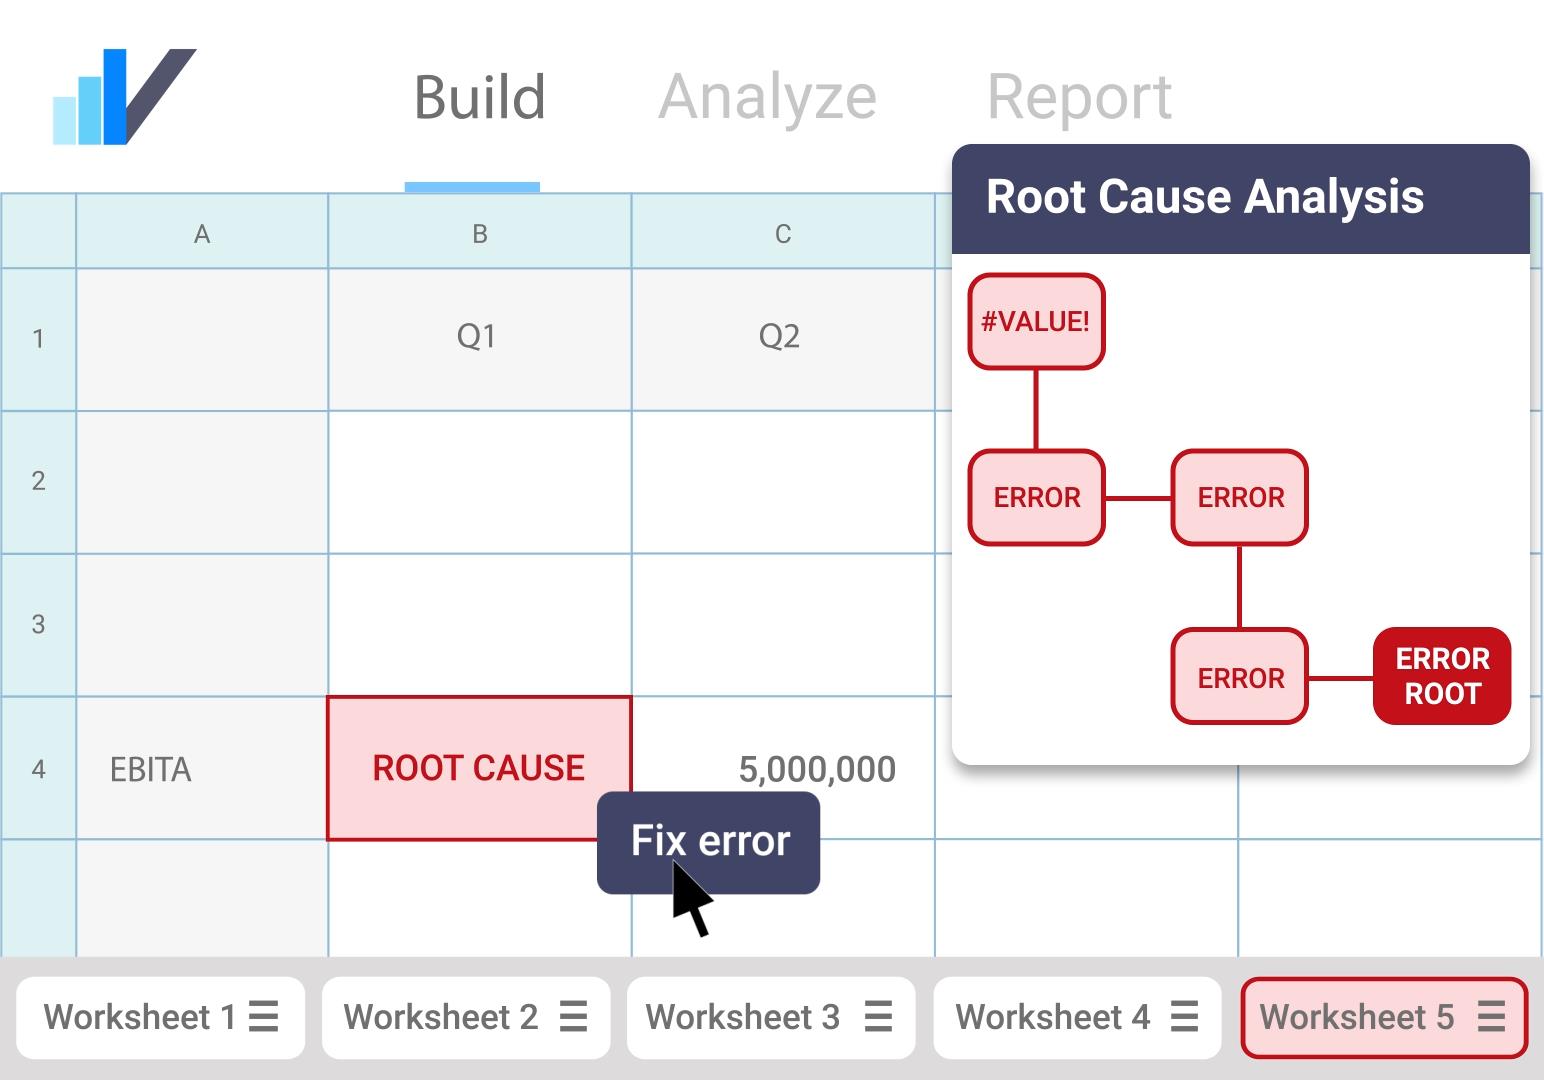 Build Analyze Report
Root Cause Analysis
A B C
1 Q1 Q2
#VALUE!
2
ERROR ERROR
3
ERROR
ERROR
ROOT
4 EBITA ROOT CAUSE 5,000,000
Fix error
Worksheet 1 Worksheet 2 Worksheet 3 Worksheet 4 Worksheet 5